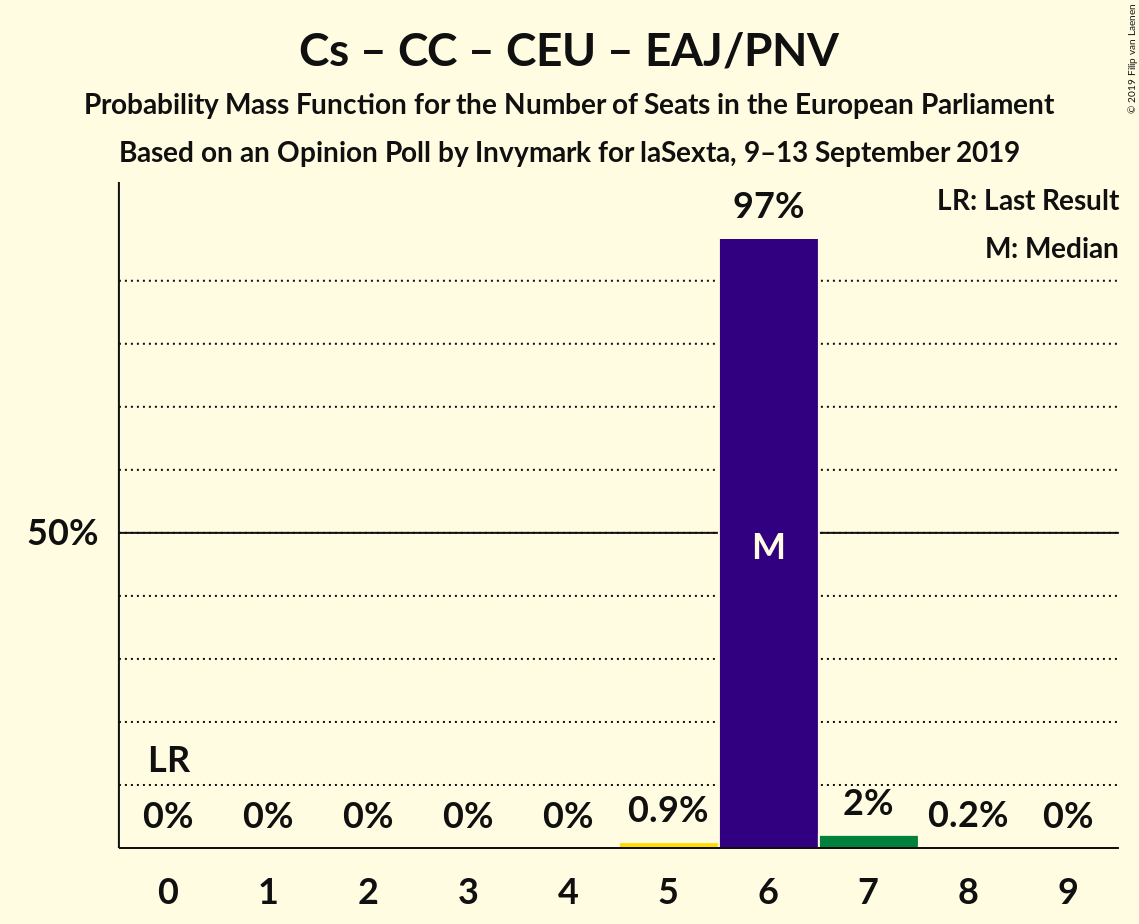 Cs – CC – CEU – EAJ/PNV
Probability Mass Function for the Number of Seats in the European Parliament
Based on an Opinion Poll by Invymark for laSexta, 9–13 September 2019
© 2019 Filip van Laenen
LR: Last Result
M: Median
97%
50%
M
LR
0% 0% 0% 0% 0% 0.9% 2% 0.2% 0%
0 1 2 3 4 5 6 7 8 9